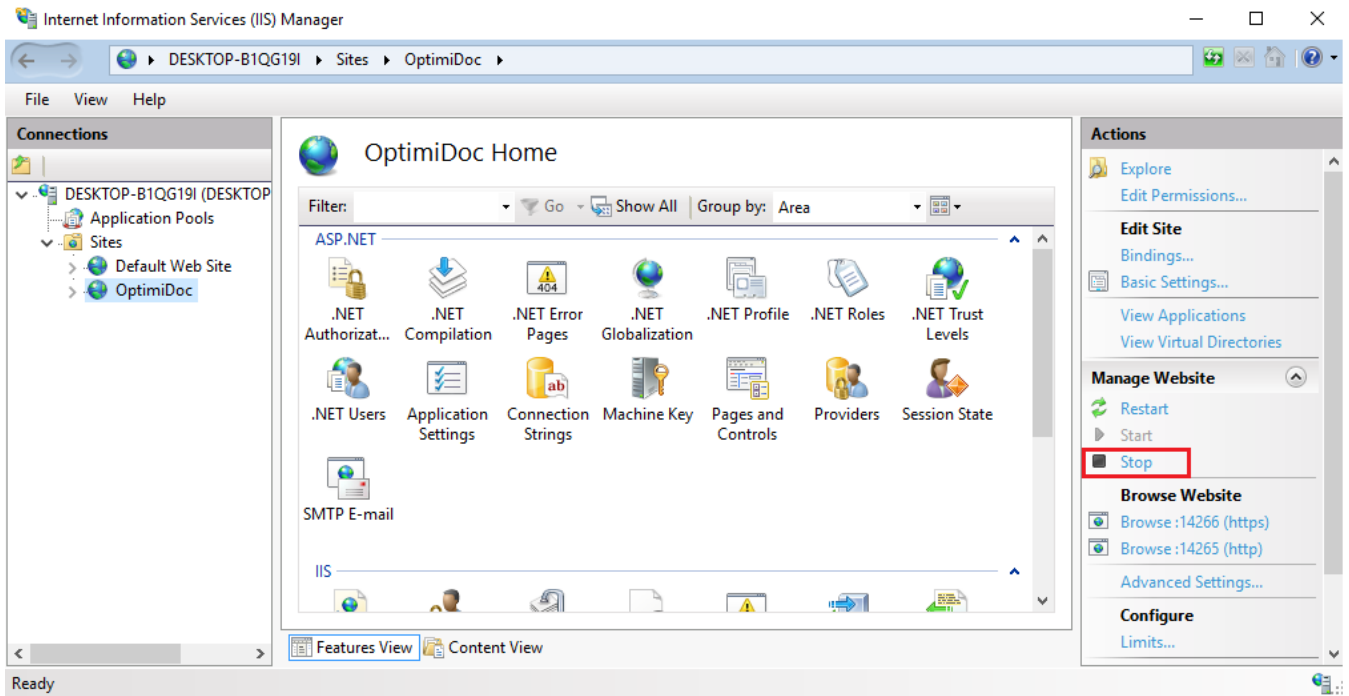 Internet Information Services (IIS) Manager
DESKTOP-B1QG19I Sites OptimiDoc
File View Help
Connections
DESKTOP-B1QG19I (DESKTOP
Application Pools
Sites
Default Web Site
OptimiDoc
OptimiDoc Home
Filter: Go Show All Group by: Area
ASP.NET
.NET Authorizat...
.NET Compilation
404
.NET Error Pages
.NET Globalization
.NET Profile
.NET Roles
.NET Trust Levels
.NET Users
Application Settings
ab
Connection Strings
Machine Key
Pages and Controls
Providers
Session State
SMTP E-mail
IIS
Features View Content View
Actions
Explore
Edit Permissions...
Edit Site
Bindings...
Basic Settings...
View Applications
View Virtual Directories
Manage Website
Restart
Start
Stop
Browse Website
Browse :14266 (https)
Browse :14265 (http)
Advanced Settings...
Configure
Limits...
Ready